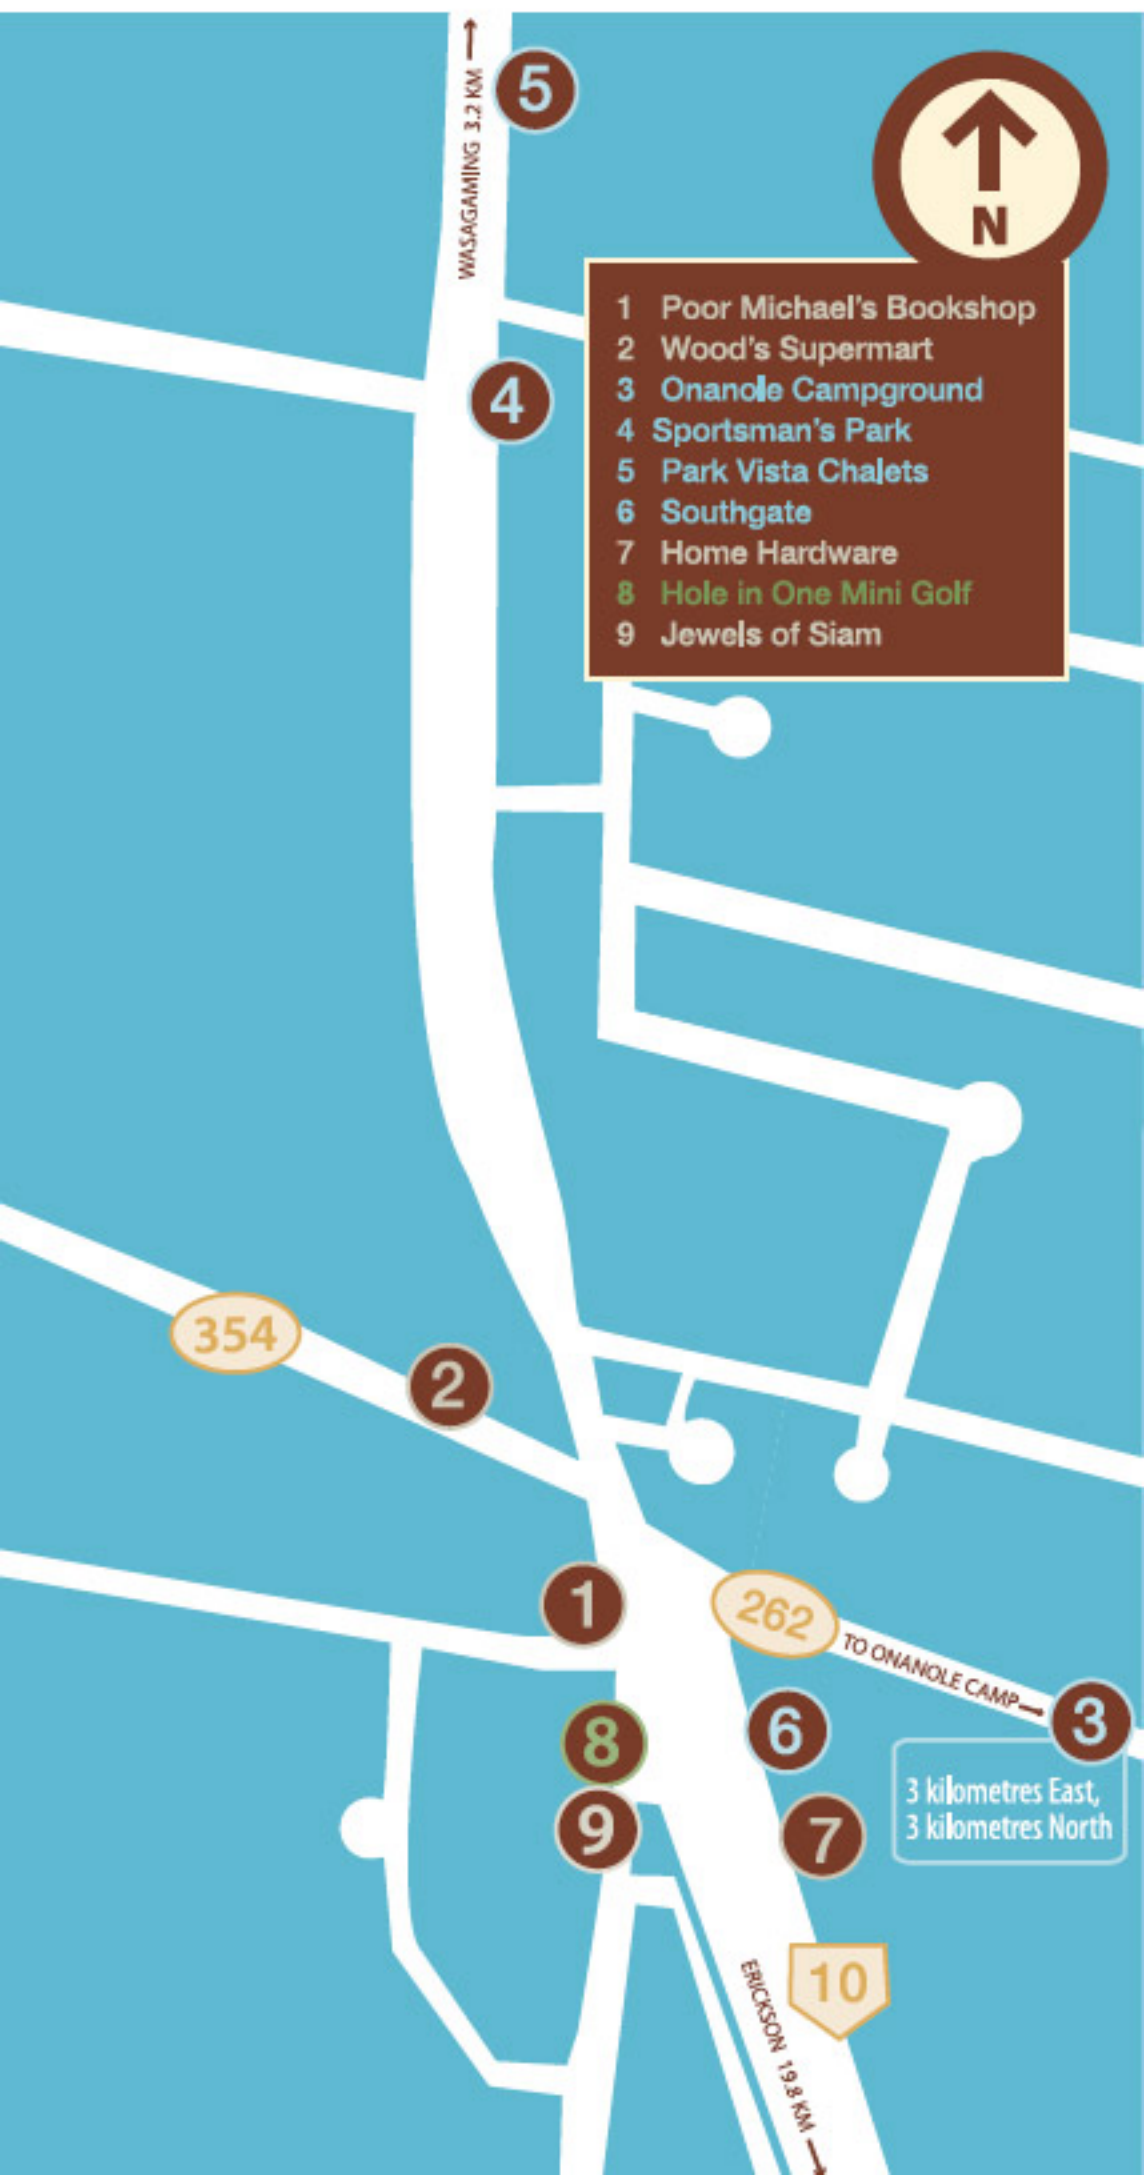 WASAGAMING 3.2 KM
5
N
1 Poor Michael's Bookshop
2 Wood's Supermart
3 Onanole Campground
4 Sportsman's Park
5 Park Vista Chalets
6 Southgate
7 Home Hardware
8 Hole in One Mini Golf
9 Jewels of Siam
4
354
2
1
262
TO ONANOLE CAMP
3
8
6
3 kilometres East,
3 kilometres North
9
7
10
ERICKSON 19.8 KM